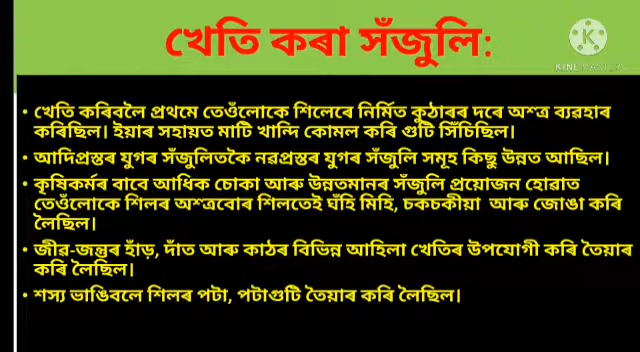 খেতি কৰা সঁজুলি:
KINEMASTER
• খেতি কৰিবলৈ প্ৰথমে তেওঁলোকে শিলেৰে নিৰ্মিত কুঠাৰৰ দৰে অস্ত্ৰ ব্যৱহাৰ
কৰিছিল। ইয়াৰ সহায়ত মাটি খান্দি কোমল কৰি গুটি সিঁচিছিল।
• আদিপ্ৰস্তৰ যুগৰ সঁজুলিতকৈ নৱপ্ৰস্তৰ যুগৰ সঁজুলি সমূহ কিছু উন্নত আছিল।
• কৃষিকৰ্মৰ বাবে আধিক চোকা আৰু উন্নতমানৰ সঁজুলি প্ৰয়োজন হোৱাত
তেওঁলোকে শিলৰ অস্ত্ৰবোৰ শিলতেই ঘঁহি মিহি, চকচকীয়া আৰু জোঙা কৰি
লৈছিল।
• জীৱ-জন্তুৰ হাঁড়, দাঁত আৰু কাঠৰ বিভিন্ন আহিলা খেতিৰ উপযোগী কৰি তৈয়াৰ
কৰি লৈছিল।
• শস্য ভাঙিবলে শিলৰ পটা, পটাগুটি তৈয়াৰ কৰি লৈছিল।